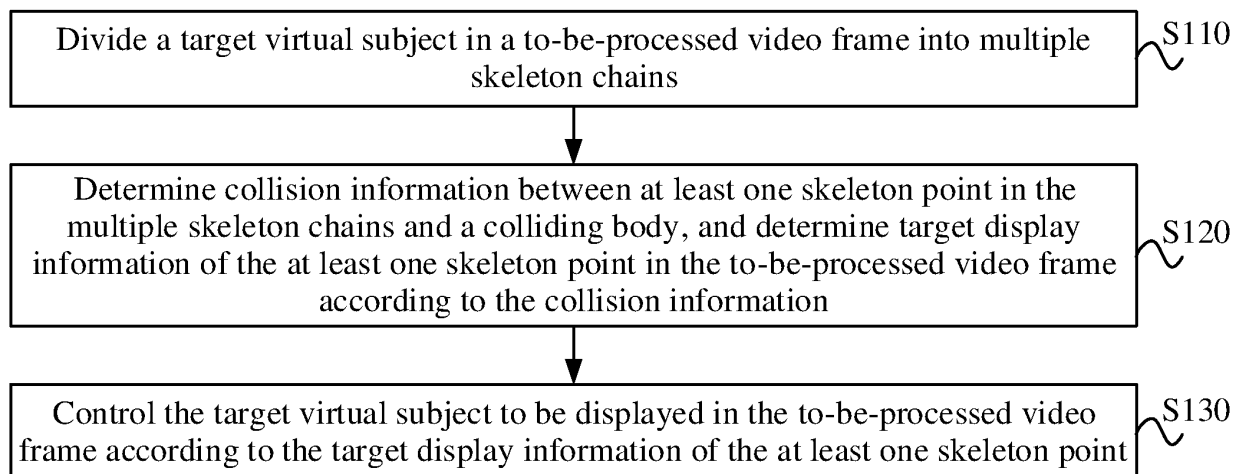 Divide a target virtual subject in a to-be-processed video frame into multiple
skeleton chains
S110
Determine collision information between at least one skeleton point in the
multiple skeleton chains and a colliding body, and determine target display
information of the at least one skeleton point in the to-be-processed video frame
according to the collision information
S120
Control the target virtual subject to be displayed in the to-be-processed video
frame according to the target display information of the at least one skeleton point
S130